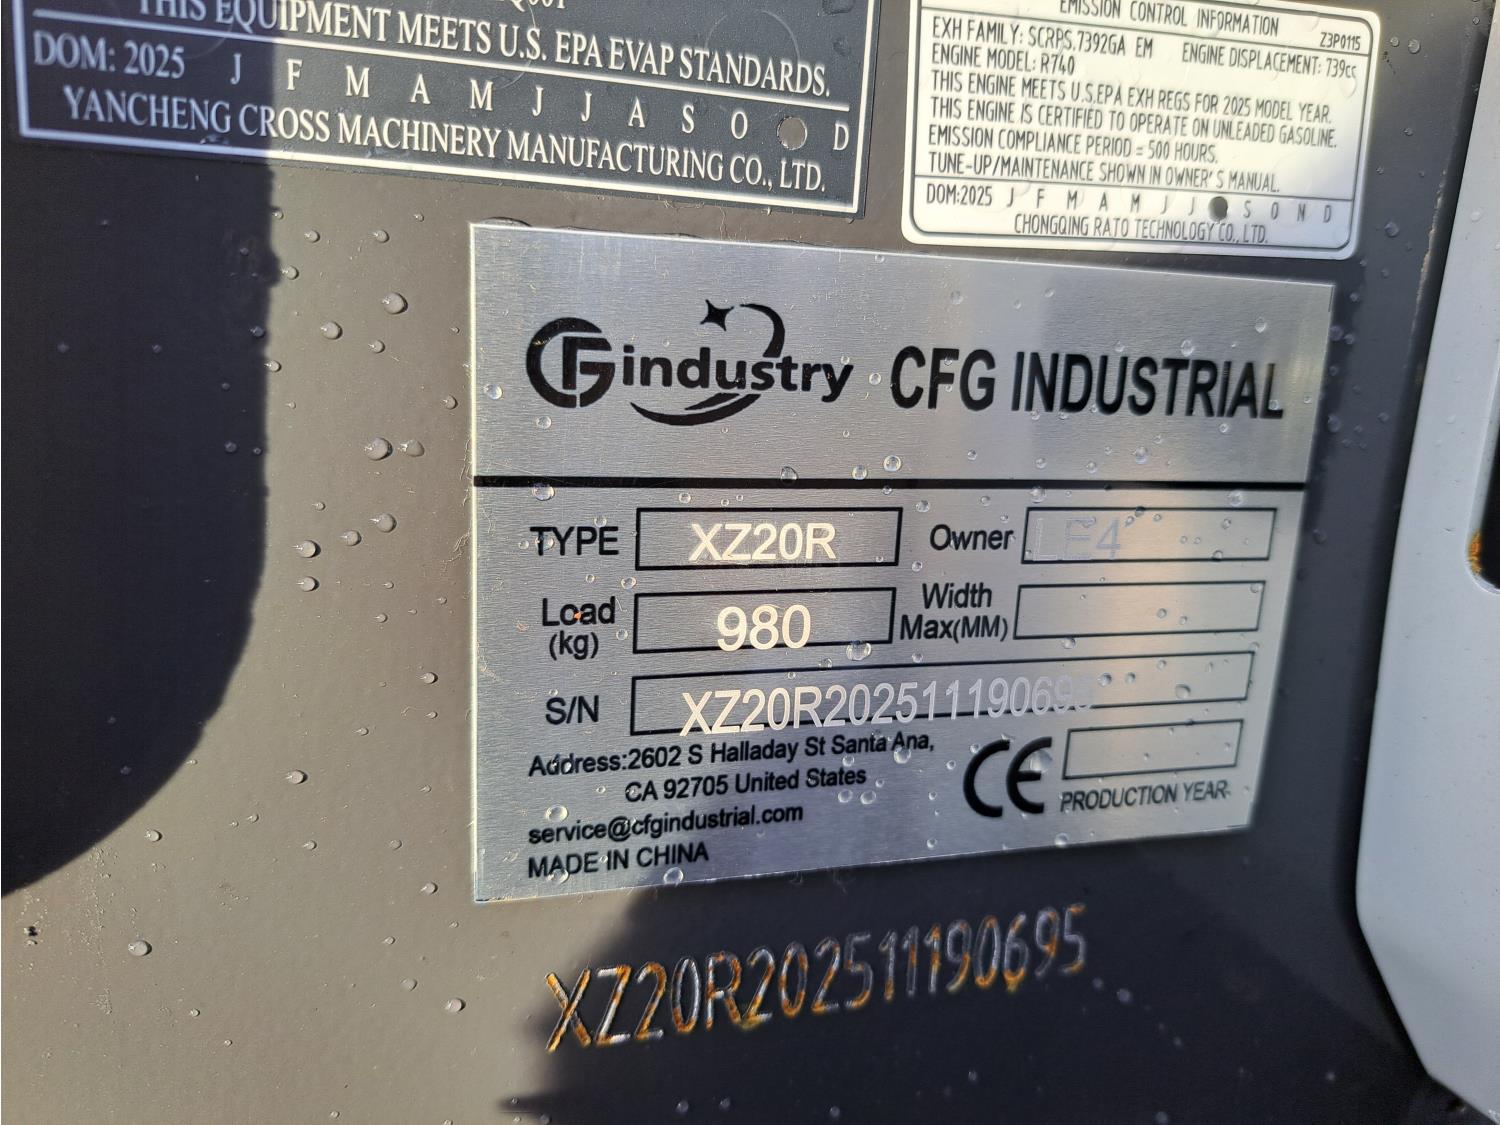 THIS EQUIPMENT MEETS U.S. EPA EVAP STANDARDS.
DOM: 2025 J F M A M J J A S O D
YANCHENG CROSS MACHINERY MANUFACTURING CO., LTD.
EMISSION CONTROL INFORMATION
Z3P0115
EXH FAMILY: SCRPS.7392GA EM ENGINE DISPLACEMENT: 739cc
ENGINE MODEL: R740
THIS ENGINE MEETS U.S.EPA EXH REGS FOR 2025 MODEL YEAR.
THIS ENGINE IS CERTIFIED TO OPERATE ON UNLEADED GASOLINE.
EMISSION COMPLIANCE PERIOD = 500 HOURS.
TUNE-UP/MAINTENANCE SHOWN IN OWNER'S MANUAL.
DOM:2025 J F M A M J J S O N D
CHONGQING RATO TECHNOLOGY CO., LTD.
CFG industry CFG INDUSTRIAL
TYPE XZ20R Owner LE4
Load (kg) 980 Width Max(MM)
S/N XZ20R202511190695
Address:2602 S Halladay St Santa Ana,
CA 92705 United States
service@cfgindustrial.com
MADE IN CHINA
CE PRODUCTION YEAR
XZ20R202511190695